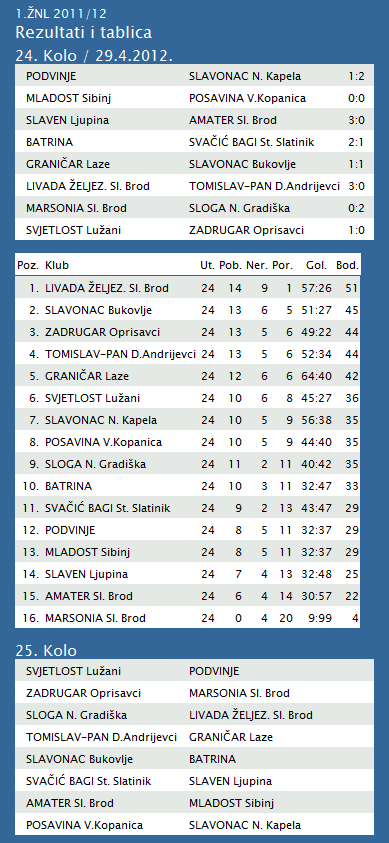 1.ŽNL 2011/12
Rezultati i tablica
24. Kolo / 29.4.2012.
PODVINJE SLAVONAC N. Kapela 1:2
MLADOST Sibinj POSAVINA V.Kopanica 0:0
SLAVEN Ljupina AMATER Sl. Brod 3:0
BATRINA SVAČIĆ BAGI St. Slatinik 2:1
GRANIČAR Laze SLAVONAC Bukovlje 1:1
LIVADA ŽELJEZ. Sl. Brod TOMISLAV-PAN D.Andrijevci 3:0
MARSONIA Sl. Brod SLOGA N. Gradiška 0:2
SVJETLOST Lužani ZADRUGAR Oprisavci 1:0
Poz. Klub Ut. Pob. Ner. Por. Gol. Bod.
1. LIVADA ŽELJEZ. Sl. Brod 24 14 9 1 57:26 51
2. SLAVONAC Bukovlje 24 13 6 5 51:27 45
3. ZADRUGAR Oprisavci 24 13 5 6 49:22 44
4. TOMISLAV-PAN D.Andrijevci 24 13 5 6 52:34 44
5. GRANIČAR Laze 24 12 6 6 64:40 42
6. SVJETLOST Lužani 24 10 6 8 45:27 36
7. SLAVONAC N. Kapela 24 10 5 9 56:38 35
8. POSAVINA V.Kopanica 24 10 5 9 44:40 35
9. SLOGA N. Gradiška 24 11 2 11 40:42 35
10. BATRINA 24 10 3 11 32:47 33
11. SVAČIĆ BAGI St. Slatinik 24 9 2 13 43:47 29
12. PODVINJE 24 8 5 11 32:37 29
13. MLADOST Sibinj 24 8 5 11 32:37 29
14. SLAVEN Ljupina 24 7 4 13 32:48 25
15. AMATER Sl. Brod 24 6 4 14 30:57 22
16. MARSONIA Sl. Brod 24 0 4 20 9:99 4
25. Kolo
SVJETLOST Lužani PODVINJE
ZADRUGAR Oprisavci MARSONIA Sl. Brod
SLOGA N. Gradiška LIVADA ŽELJEZ. Sl. Brod
TOMISLAV-PAN D.Andrijevci GRANIČAR Laze
SLAVONAC Bukovlje BATRINA
SVAČIĆ BAGI St. Slatinik SLAVEN Ljupina
AMATER Sl. Brod MLADOST Sibinj
POSAVINA V.Kopanica SLAVONAC N. Kapela